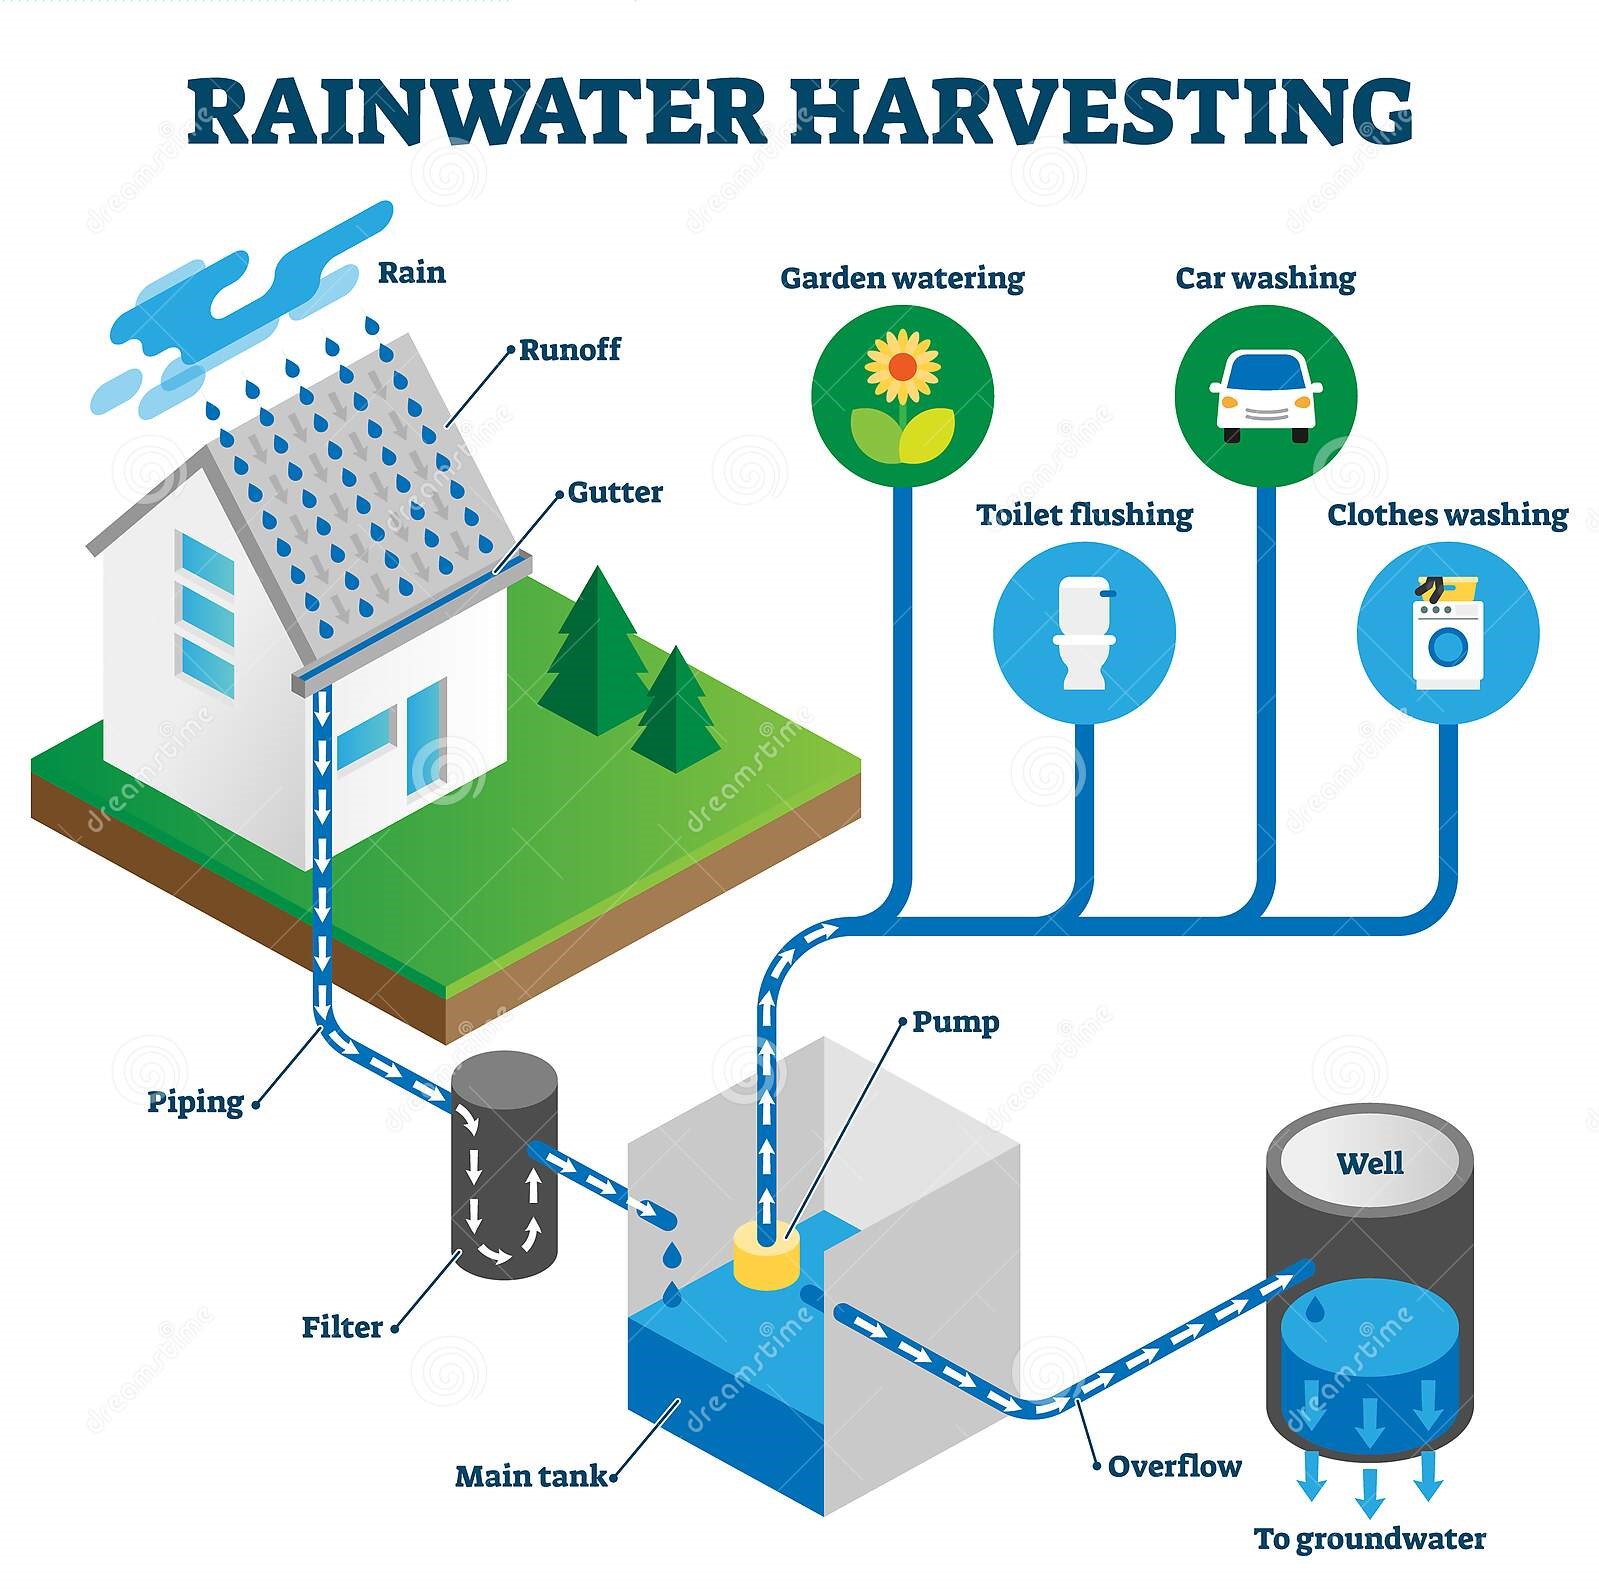 RAINWATER HARVESTING
Rain
Runoff
Gutter
Garden watering
Car washing
Toilet flushing
Clothes washing
Piping
Filter
Pump
Main tank
Overflow
Well
To groundwater
dreamstime